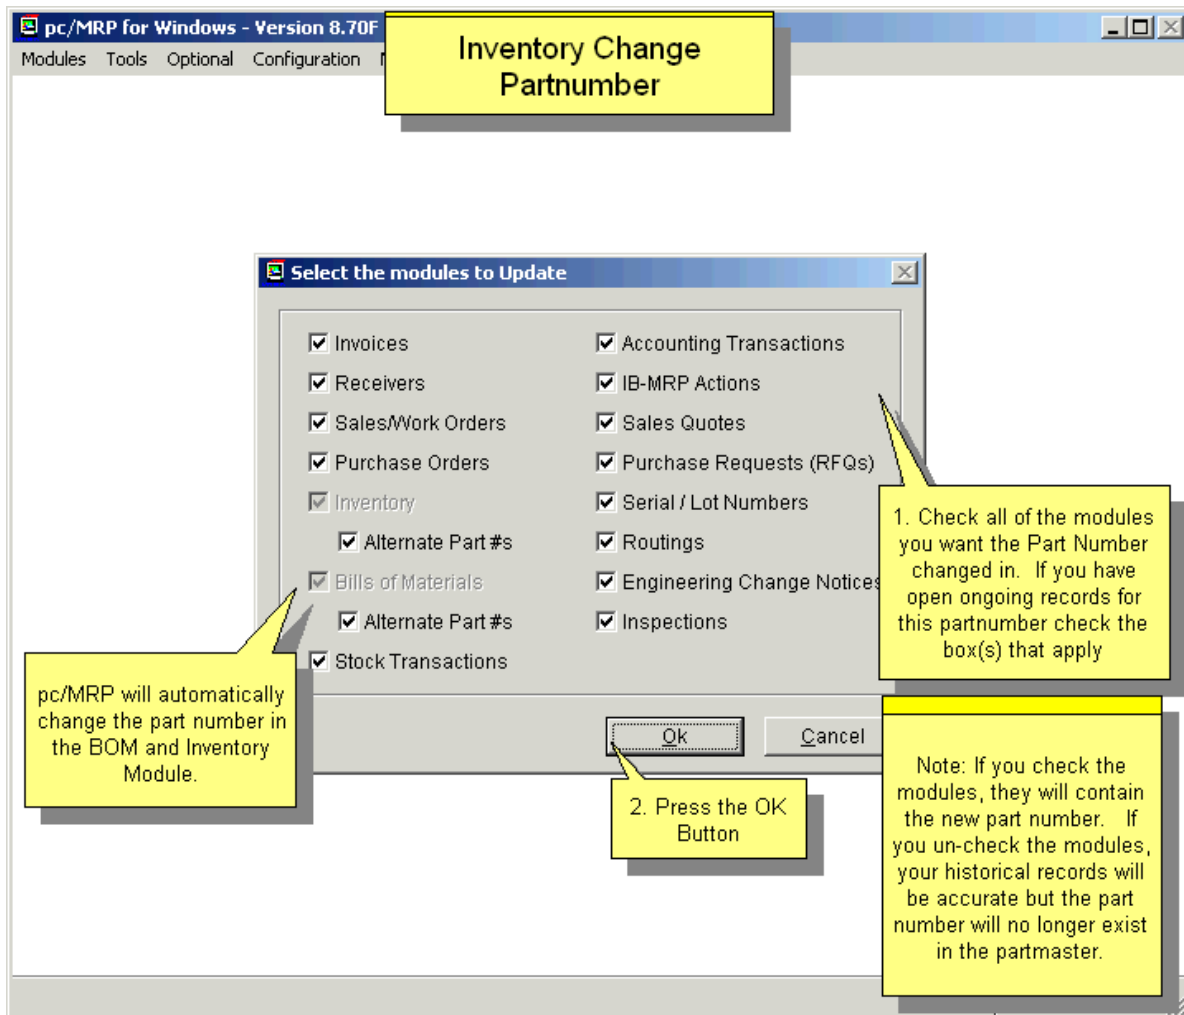 pc/MRP for Windows - Version 8.70F
Inventory Change
Partnumber
Modules Tools Optional Configuration
Select the modules to Update
Invoices
Receivers
Sales/Work Orders
Purchase Orders
Inventory
Alternate Part #s
Bills of Materials
Alternate Part #s
Stock Transactions
Accounting Transactions
IB-MRP Actions
Sales Quotes
Purchase Requests (RFQs)
Serial / Lot Numbers
Routings
Engineering Change Notices
Inspections
1. Check all of the modules
you want the Part Number
changed in. If you have
open ongoing records for
this partnumber check the
box(s) that apply
pc/MRP will automatically
change the part number in
the BOM and Inventory
Module.
Ok
Cancel
2. Press the OK
Button
Note: If you check the
modules, they will contain
the new part number. If
you un-check the modules,
your historical records will
be accurate but the part
number will no longer exist
in the partmaster.